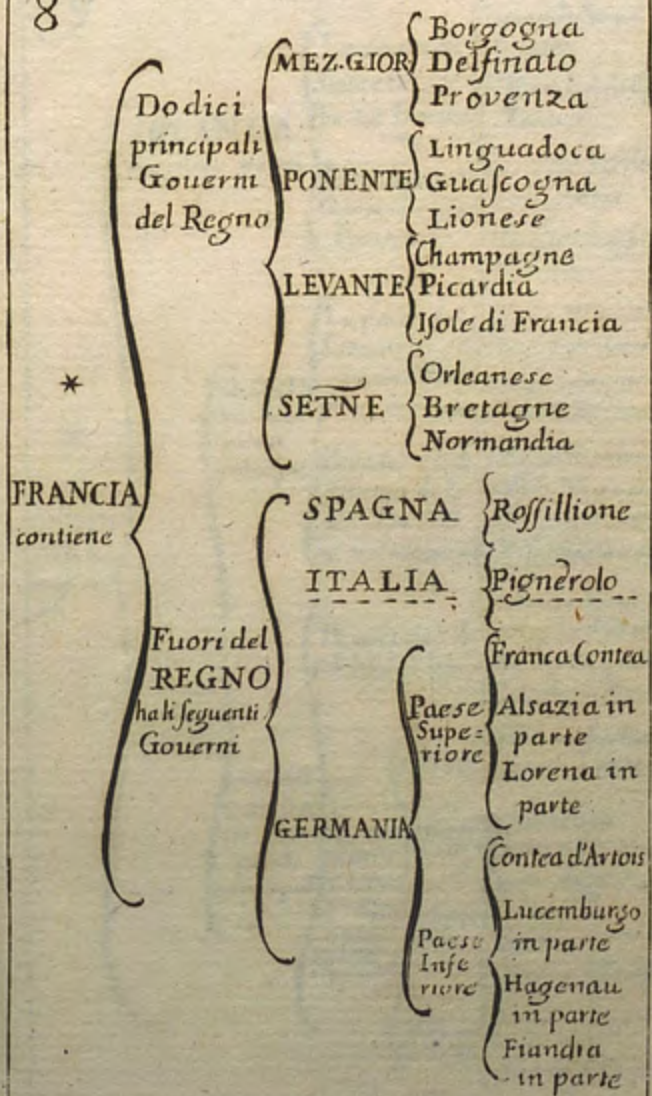 8
FRANCIA
contiene
Dodici
principali
Gouerni
del Regno
MEZ.GIOR
Borgogna
Delfinato
Provenza
PONENTE
Linguadoca
Guaſcogna
Lionese
LEVANTE
Champagne
Picardia
Iſole di Francia
SETNE
Orleanese
Bretagne
Normandia
Fuori del
REGNO
ha li ſeguenti
Gouerni
SPAGNA
Roſſillione
ITALIA
Pignerolo
GERMANIA
Paese
Supe=
riore
Franca Contea
Alsazia in
parte
Lorena in
parte
Paese
Infe
riore
Contea d'Artois
Lucemburgo
in parte
Hagenau
in parte
Fiandra
in parte